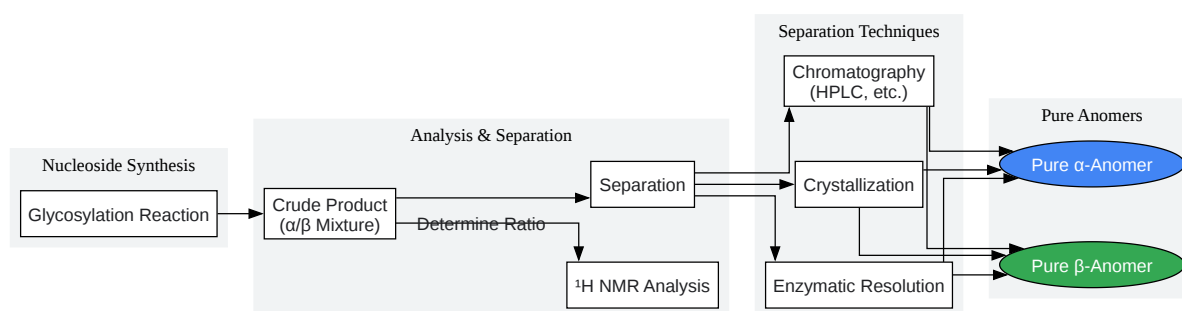 Nucleoside Synthesis
Glycosylation Reaction
Analysis & Separation
Crude Product
(α/β Mixture)
Determine Ratio
Separation
¹H NMR Analysis
Separation Techniques
Chromatography
(HPLC, etc.)
Crystallization
Enzymatic Resolution
Pure Anomers
Pure α-Anomer
Pure β-Anomer